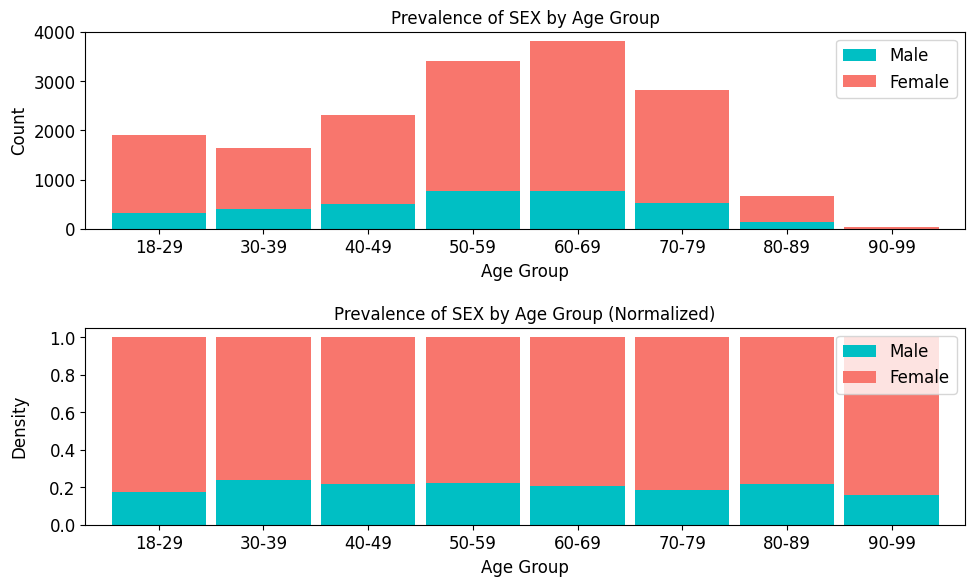 Prevalence of SEX by Age Group
4000
3000
2000
1000
0
Count
Male
Female
18-29 30-39 40-49 50-59 60-69 70-79 80-89 90-99
Age Group
Prevalence of SEX by Age Group (Normalized)
1.0
0.8
0.6
0.4
0.2
0.0
Density
Male
Female
18-29 30-39 40-49 50-59 60-69 70-79 80-89 90-99
Age Group